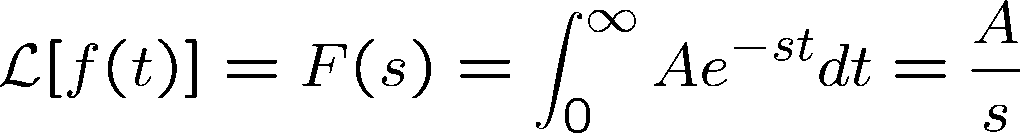 ℒ[f(t)] = F(s) = ∫₀^∞ Ae^{-st}dt = A/s